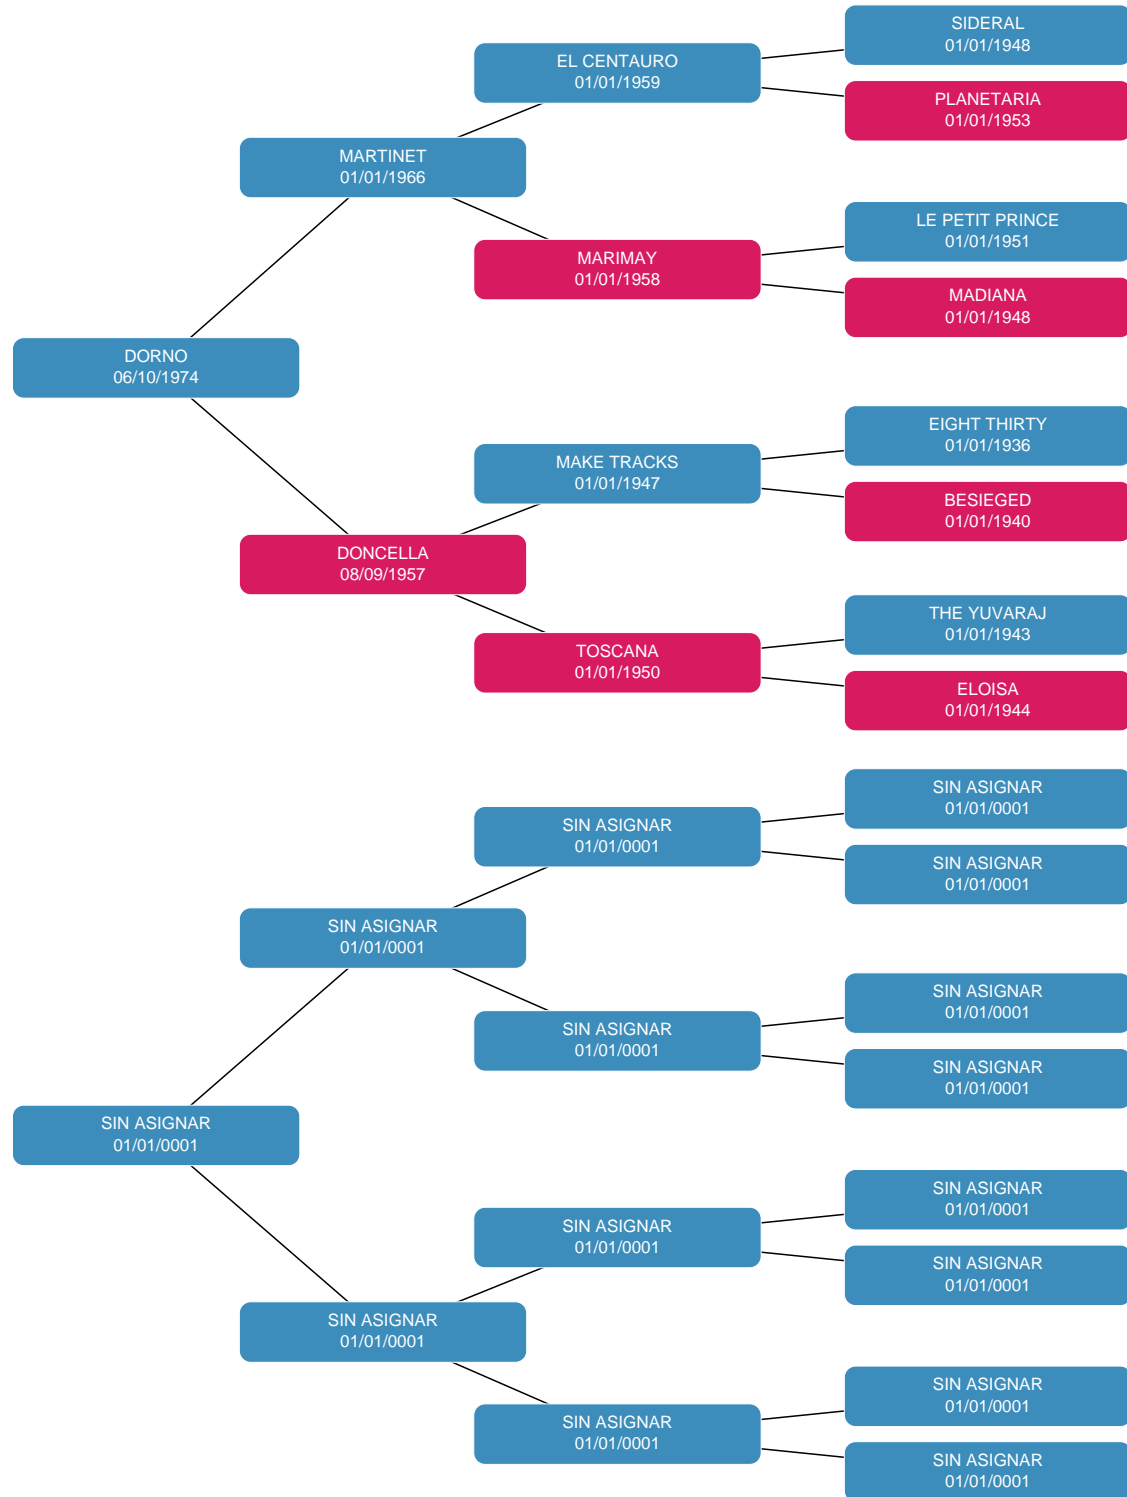 SIDERAL
01/01/1948
EL CENTAURO
01/01/1959
PLANETARIA
01/01/1953
MARTINET
01/01/1966
LE PETIT PRINCE
01/01/1951
MARIMAY
01/01/1958
MADIANA
01/01/1948
DORNO
06/10/1974
EIGHT THIRTY
01/01/1936
MAKE TRACKS
01/01/1947
BESIEGED
01/01/1940
DONCELLA
08/09/1957
THE YUVARAJ
01/01/1943
TOSCANA
01/01/1950
ELOISA
01/01/1944
SIN ASIGNAR
01/01/0001
SIN ASIGNAR
01/01/0001
SIN ASIGNAR
01/01/0001
SIN ASIGNAR
01/01/0001
SIN ASIGNAR
01/01/0001
SIN ASIGNAR
01/01/0001
SIN ASIGNAR
01/01/0001
SIN ASIGNAR
01/01/0001
SIN ASIGNAR
01/01/0001
SIN ASIGNAR
01/01/0001
SIN ASIGNAR
01/01/0001
SIN ASIGNAR
01/01/0001
SIN ASIGNAR
01/01/0001
SIN ASIGNAR
01/01/0001
SIN ASIGNAR
01/01/0001